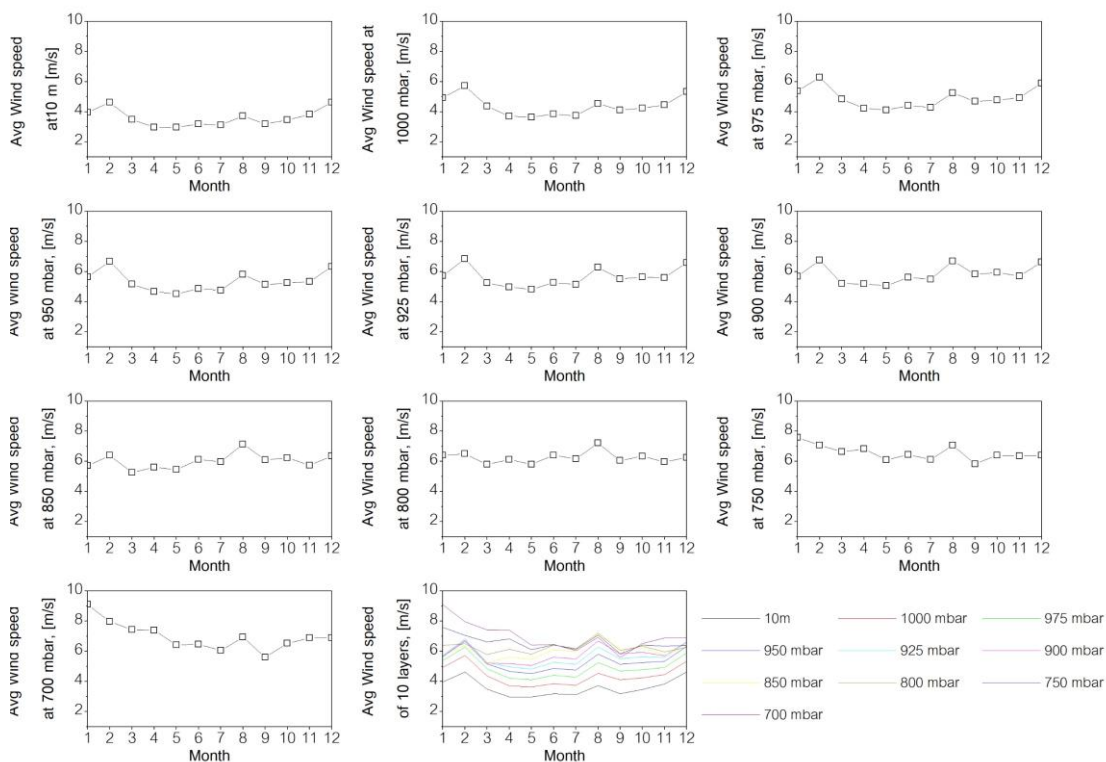 Avg Wind speed
at10 m [m/s]
10
8
6
4
2
1 2 3 4 5 6 7 8 9 10 11 12
Month
Avg Wind speed at
1000 mbar, [m/s]
10
8
6
4
2
1 2 3 4 5 6 7 8 9 10 11 12
Month
Avg Wind speed
at 975 mbar, [m/s]
10
8
6
4
2
1 2 3 4 5 6 7 8 9 10 11 12
Month
Avg Wind speed
at 950 mbar, [m/s]
10
8
6
4
2
1 2 3 4 5 6 7 8 9 10 11 12
Month
Avg Wind speed
at 925 mbar, [m/s]
10
8
6
4
2
1 2 3 4 5 6 7 8 9 10 11 12
Month
Avg Wind speed
at 900 mbar, [m/s]
10
8
6
4
2
1 2 3 4 5 6 7 8 9 10 11 12
Month
Avg Wind speed
at 850 mbar, [m/s]
10
8
6
4
2
1 2 3 4 5 6 7 8 9 10 11 12
Month
Avg Wind speed
at 800 mbar, [m/s]
10
8
6
4
2
1 2 3 4 5 6 7 8 9 10 11 12
Month
Avg Wind speed
at 750 mbar, [m/s]
10
8
6
4
2
1 2 3 4 5 6 7 8 9 10 11 12
Month
Avg Wind speed
at 700 mbar, [m/s]
10
8
6
4
2
1 2 3 4 5 6 7 8 9 10 11 12
Month
Avg Wind speed
of 10 layers, [m/s]
10
8
6
4
2
1 2 3 4 5 6 7 8 9 10 11 12
Month
10m 1000 mbar 975 mbar
950 mbar 925 mbar 900 mbar
850 mbar 800 mbar 750 mbar
700 mbar